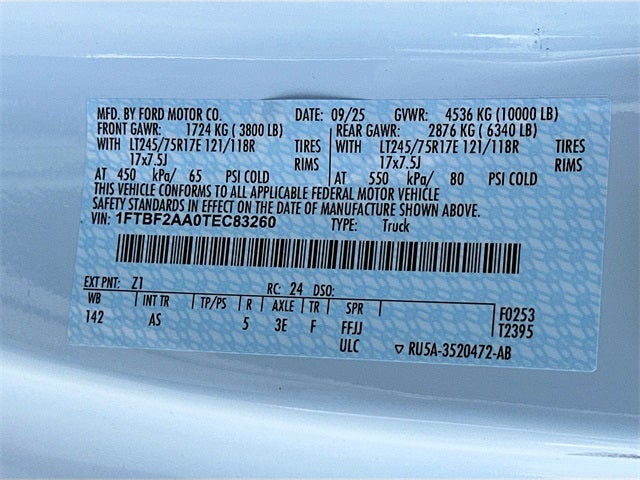 MFD. BY FORD MOTOR CO. DATE: 09/25 GVWR: 4536 KG (10000 LB)
FRONT GAWR: 1724 KG ( 3800 LB) REAR GAWR: 2876 KG ( 6340 LB)
WITH LT245/75R17E 121/118R TIRES WITH LT245/75R17E 121/118R TIRES
17x7.5J RIMS 17x7.5J RIMS
AT 450 kPa/ 65 PSI COLD AT 550 kPa/ 80 PSI COLD
THIS VEHICLE CONFORMS TO ALL APPLICABLE FEDERAL MOTOR VEHICLE
SAFETY STANDARDS IN EFFECT ON THE DATE OF MANUFACTURE SHOWN ABOVE.
VIN: 1FTBF2AA0TEC83260 TYPE: Truck
EXT PNT: Z1 RC: 24 DSO:
WB INT TR TP/PS R AXLE TR SPR F0253
142 AS 5 3E F FFJJ T2395
ULC ▽ RU5A-3520472-AB